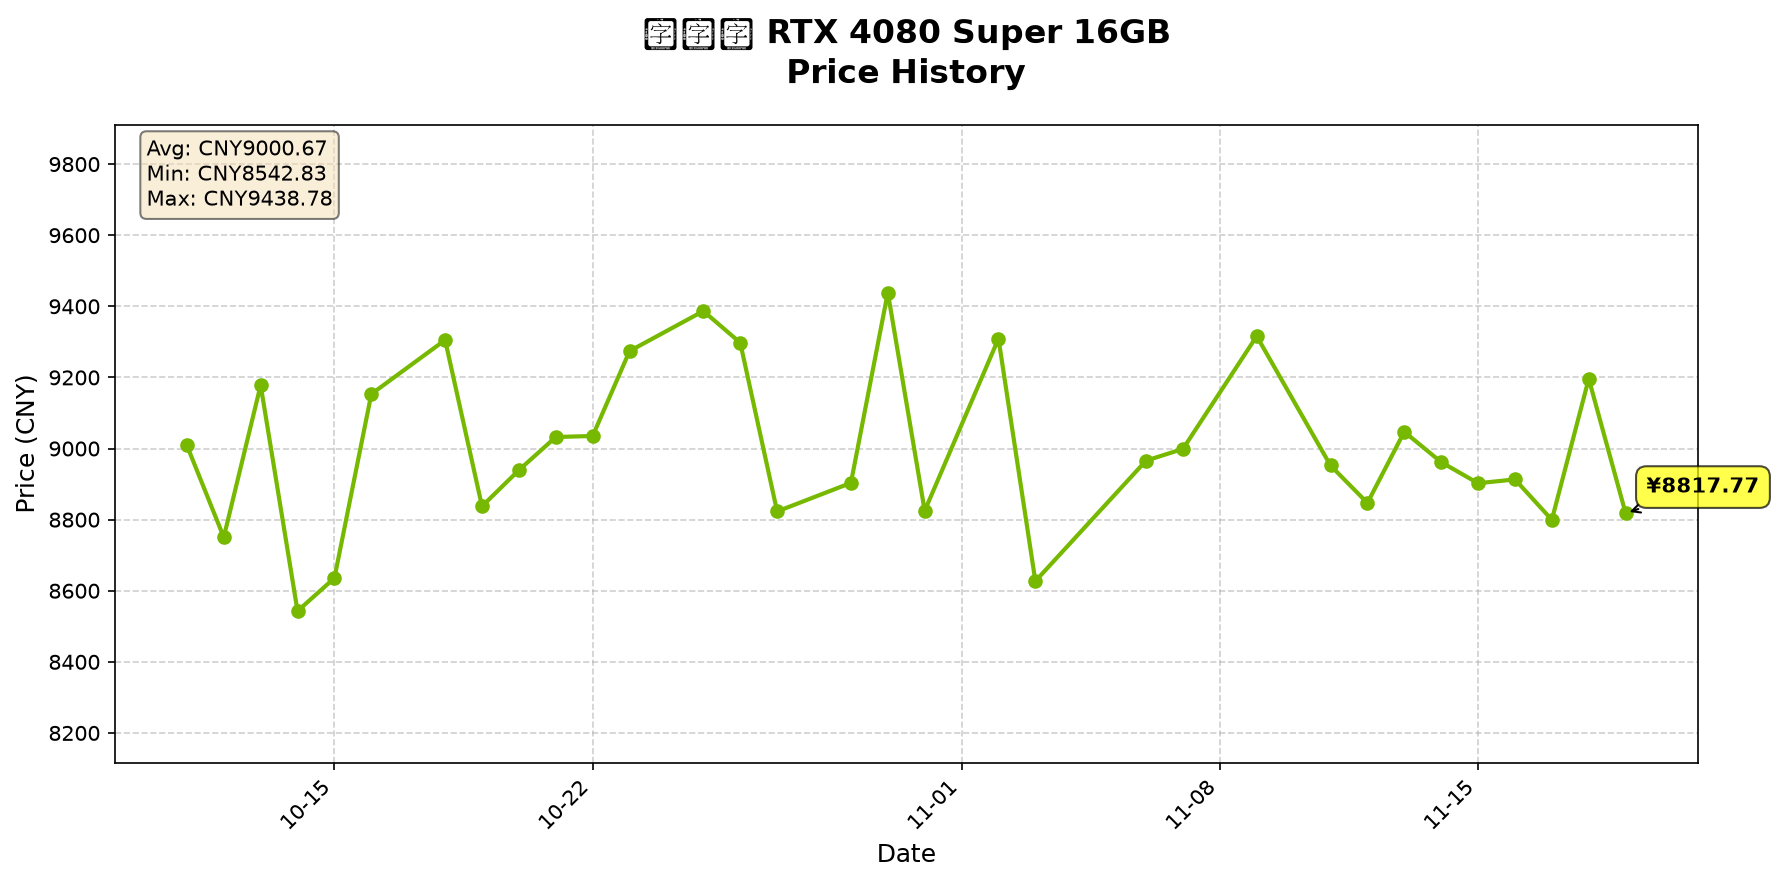 RTX 4080 Super 16GB
Price History
Avg: CNY9000.67
Min: CNY8542.83
Max: CNY9438.78
9800
9600
9400
9200
9000
8800
8600
8400
8200
Price (CNY)
¥8817.77
10-15
10-22
11-01
11-08
11-15
Date